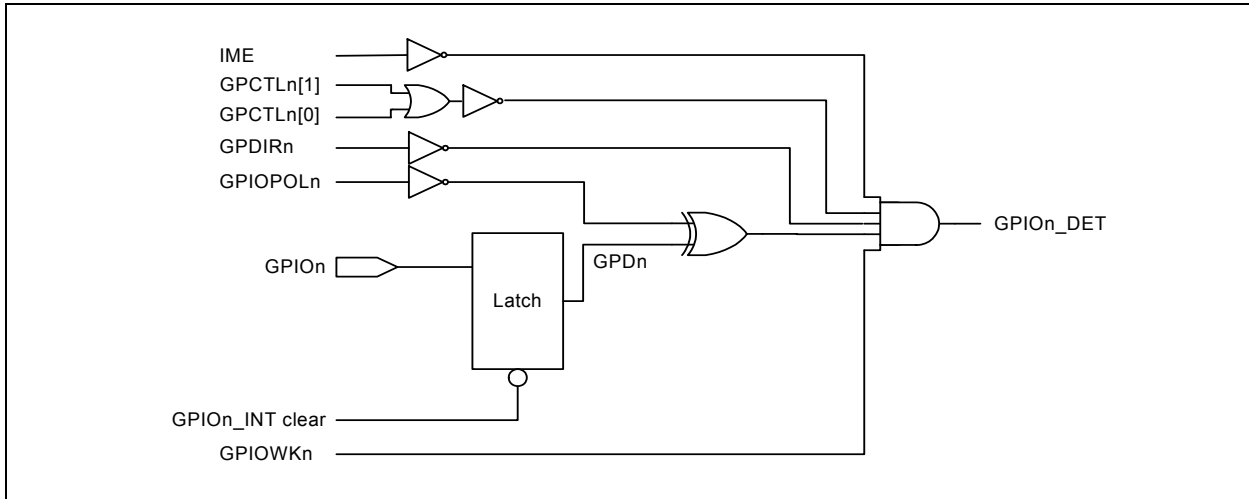 IME
GPCTLn[1]
GPCTLn[0]
GPDIRn
GPIOPOLn
GPIOn_DET
GPIOn
GPDn
Latch
GPIOn_INT clear
GPIOWKn